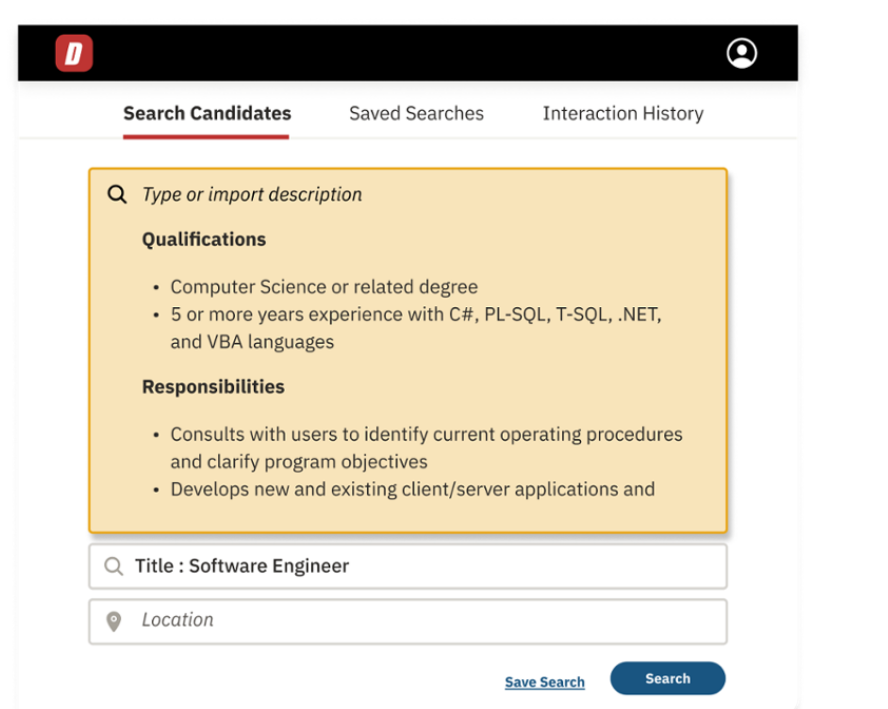 D
Search Candidates Saved Searches Interaction History
Type or import description
Qualifications
• Computer Science or related degree
• 5 or more years experience with C#, PL-SQL, T-SQL, .NET,
and VBA languages
Responsibilities
• Consults with users to identify current operating procedures
and clarify program objectives
• Develops new and existing client/server applications and
Title : Software Engineer
Location
Save Search Search